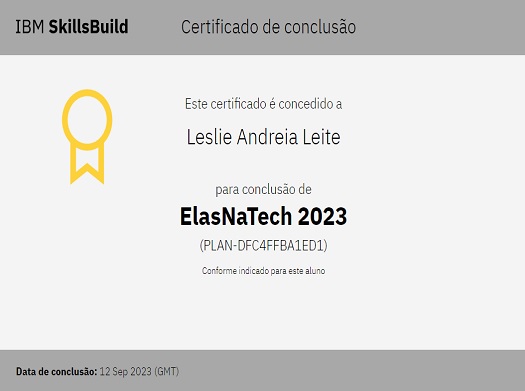 IBM SkillsBuild
Certificado de conclusão
Este certificado é concedido a
Leslie Andreia Leite
para conclusão de
ElasNaTech 2023
(PLAN-DFC4FFBA1ED1)
Conforme indicado para este aluno
Data de conclusão: 12 Sep 2023 (GMT)